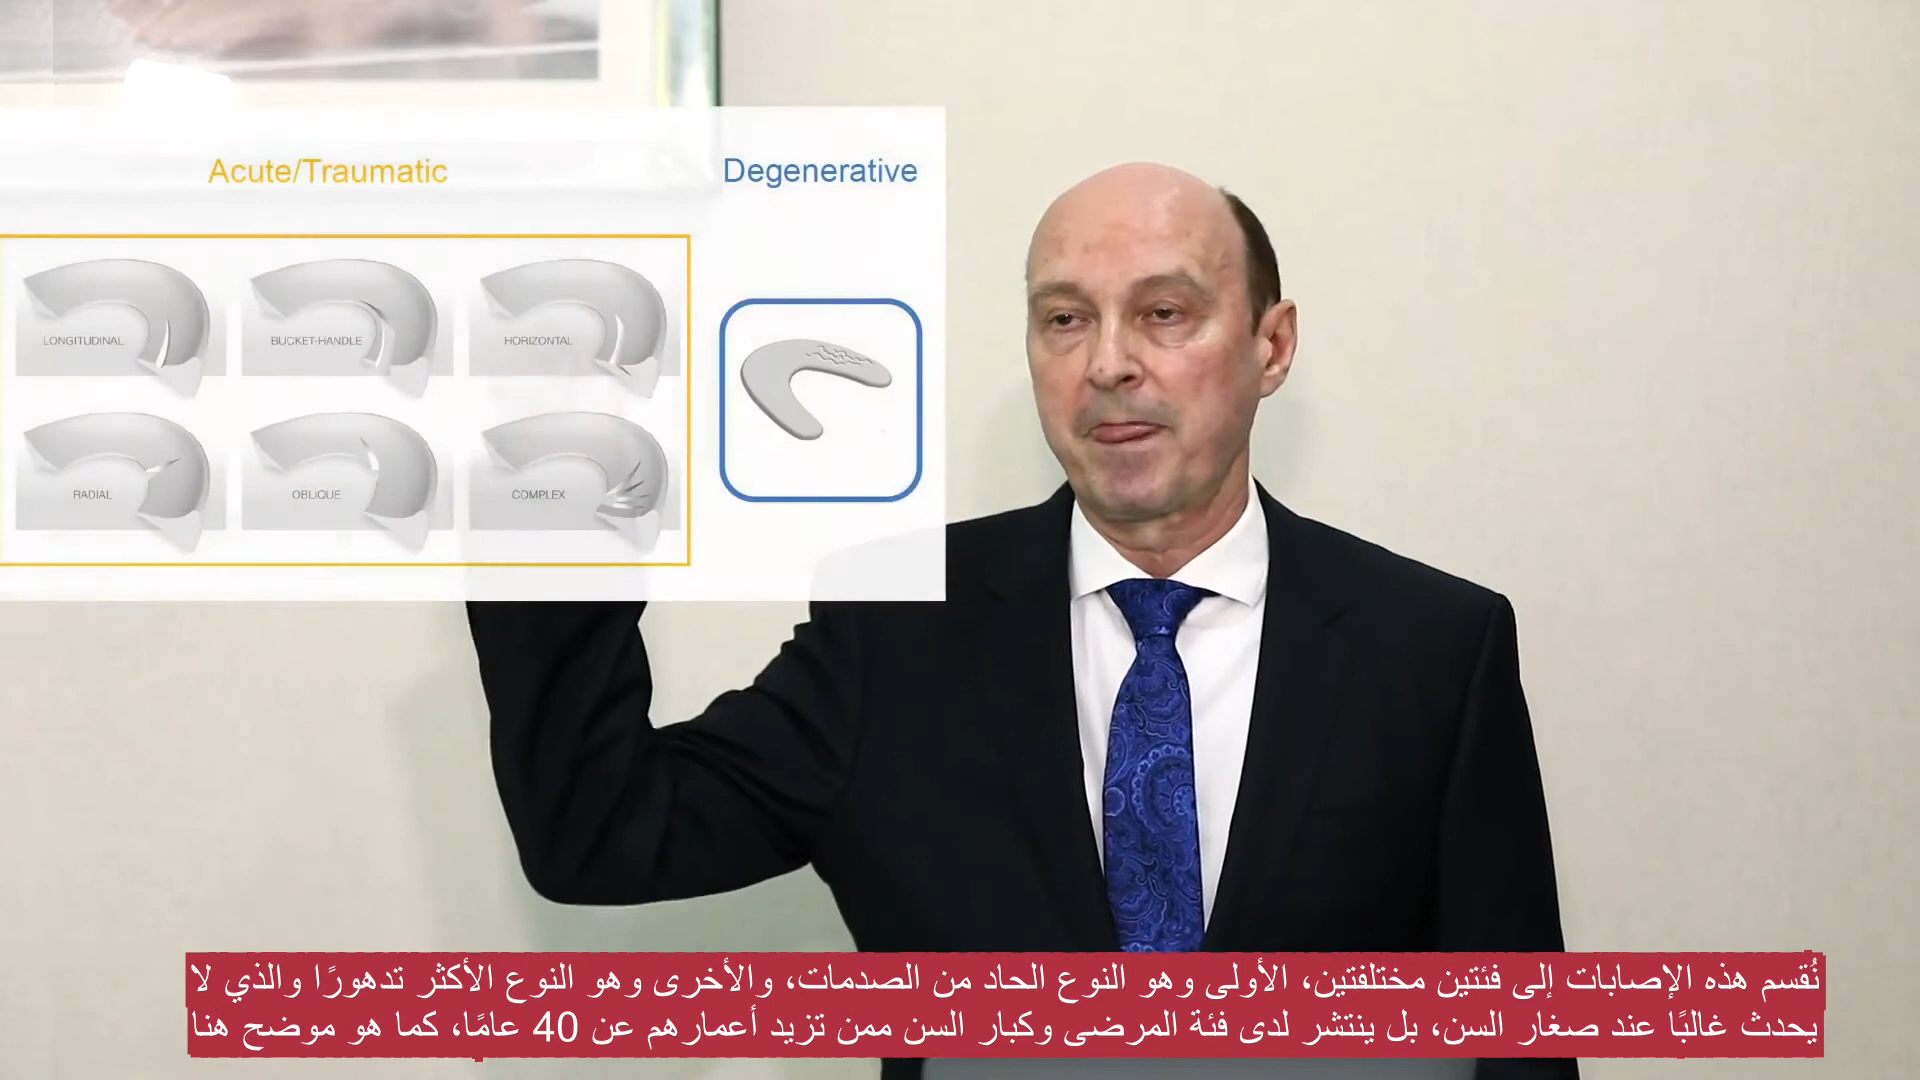 Acute/Traumatic
Degenerative
LONGITUDINAL
BUCKET-HANDLE
HORIZONTAL
RADIAL
OBLIQUE
COMPLEX
نُقسم هذه الإصابات إلى فئتين مختلفتين، الأولى وهو النوع الحاد من الصدمات، والأخرى وهو النوع الأكثر تدهورًا والذي لا
يحدث غالبًا عند صغار السن، بل ينتشر لدى فئة المرضى وكبار السن ممن تزيد أعمارهم عن 40 عامًا، كما هو موضح هنا